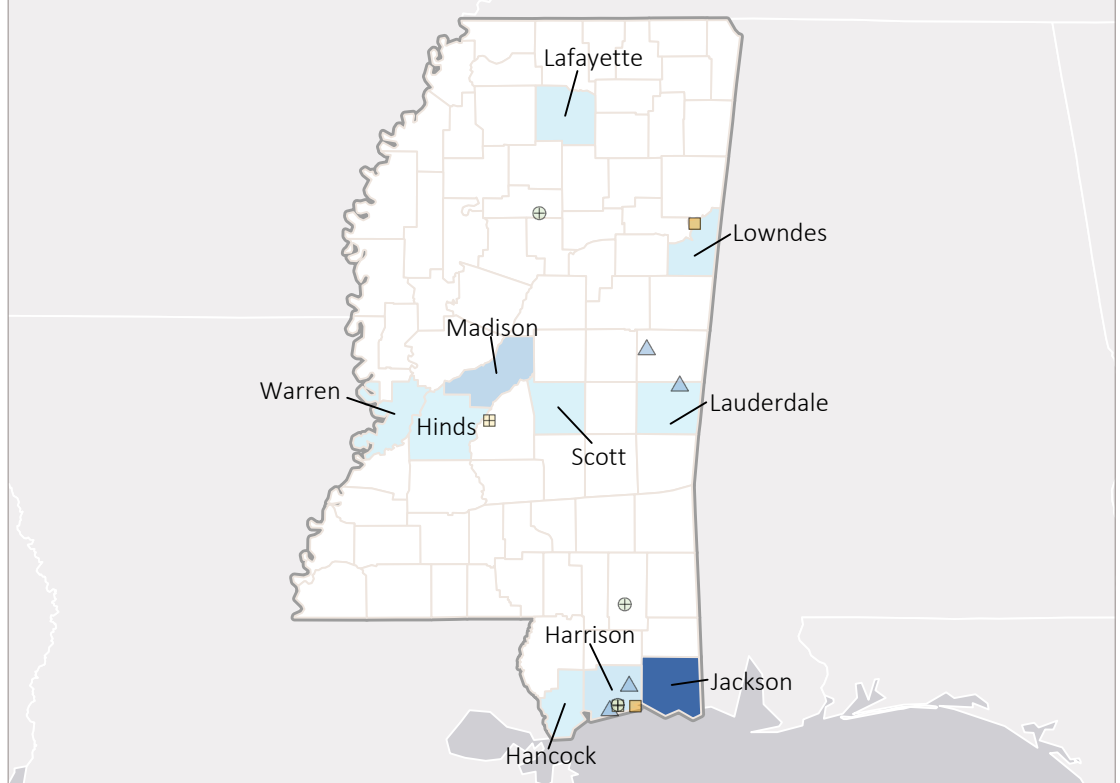 Lafayette
Lowndes
Madison
Warren
Lauderdale
Hinds
Scott
Harrison
Jackson
Hancock